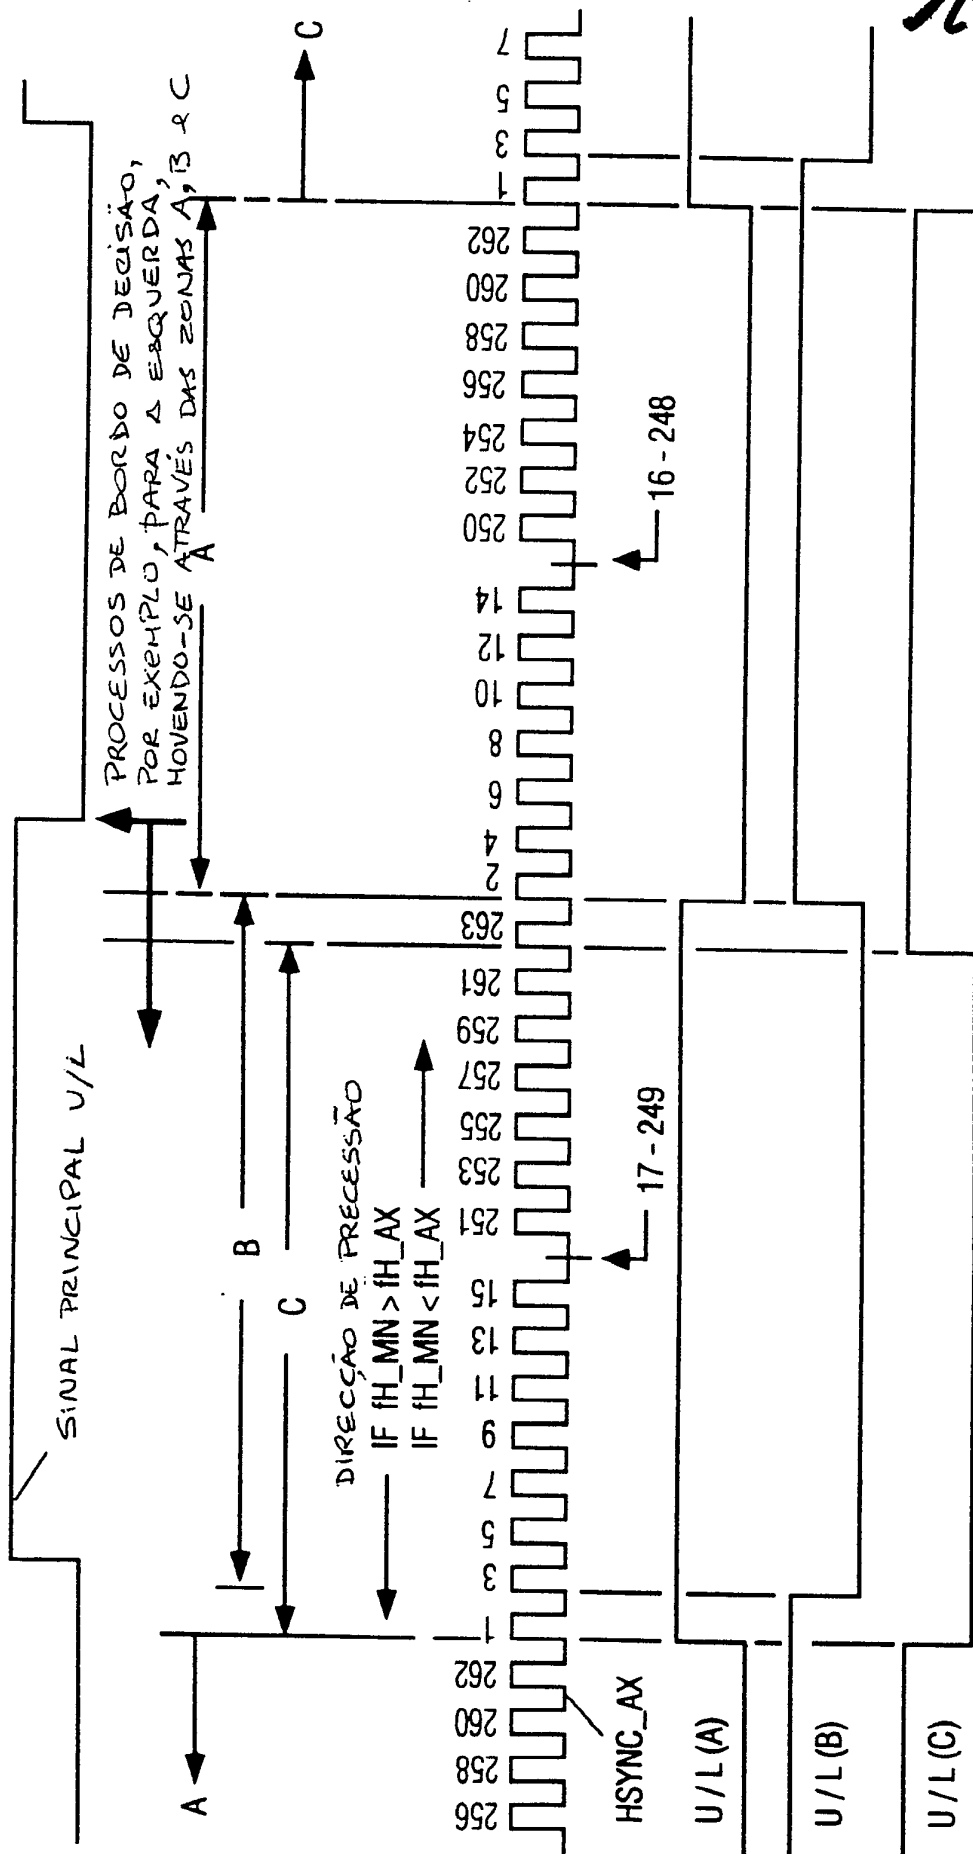 SINAL PRINCIPAL U/L
PROCESSOS DE BORDO DE DECISÃO,
POR EXEMPLO, PARA A ESQUERDA,
MOVENDO-SE ATRAVÉS DAS ZONAS A, B e C
A
B
A
C
C
DIRECÇÃO DE PRECESSÃO
IF fH_MN > fH_AX
IF fH_MN < fH_AX
256 258 260 262 1 3 5 7 9 11 13 15 251 253 255 257 259 261 263 2 4 6 8 10 12 14 250 252 254 256 258 260 262 1 3 5 7
17 - 249
16 - 248
HSYNC_AX
U / L (A)
U / L (B)
U / L (C)